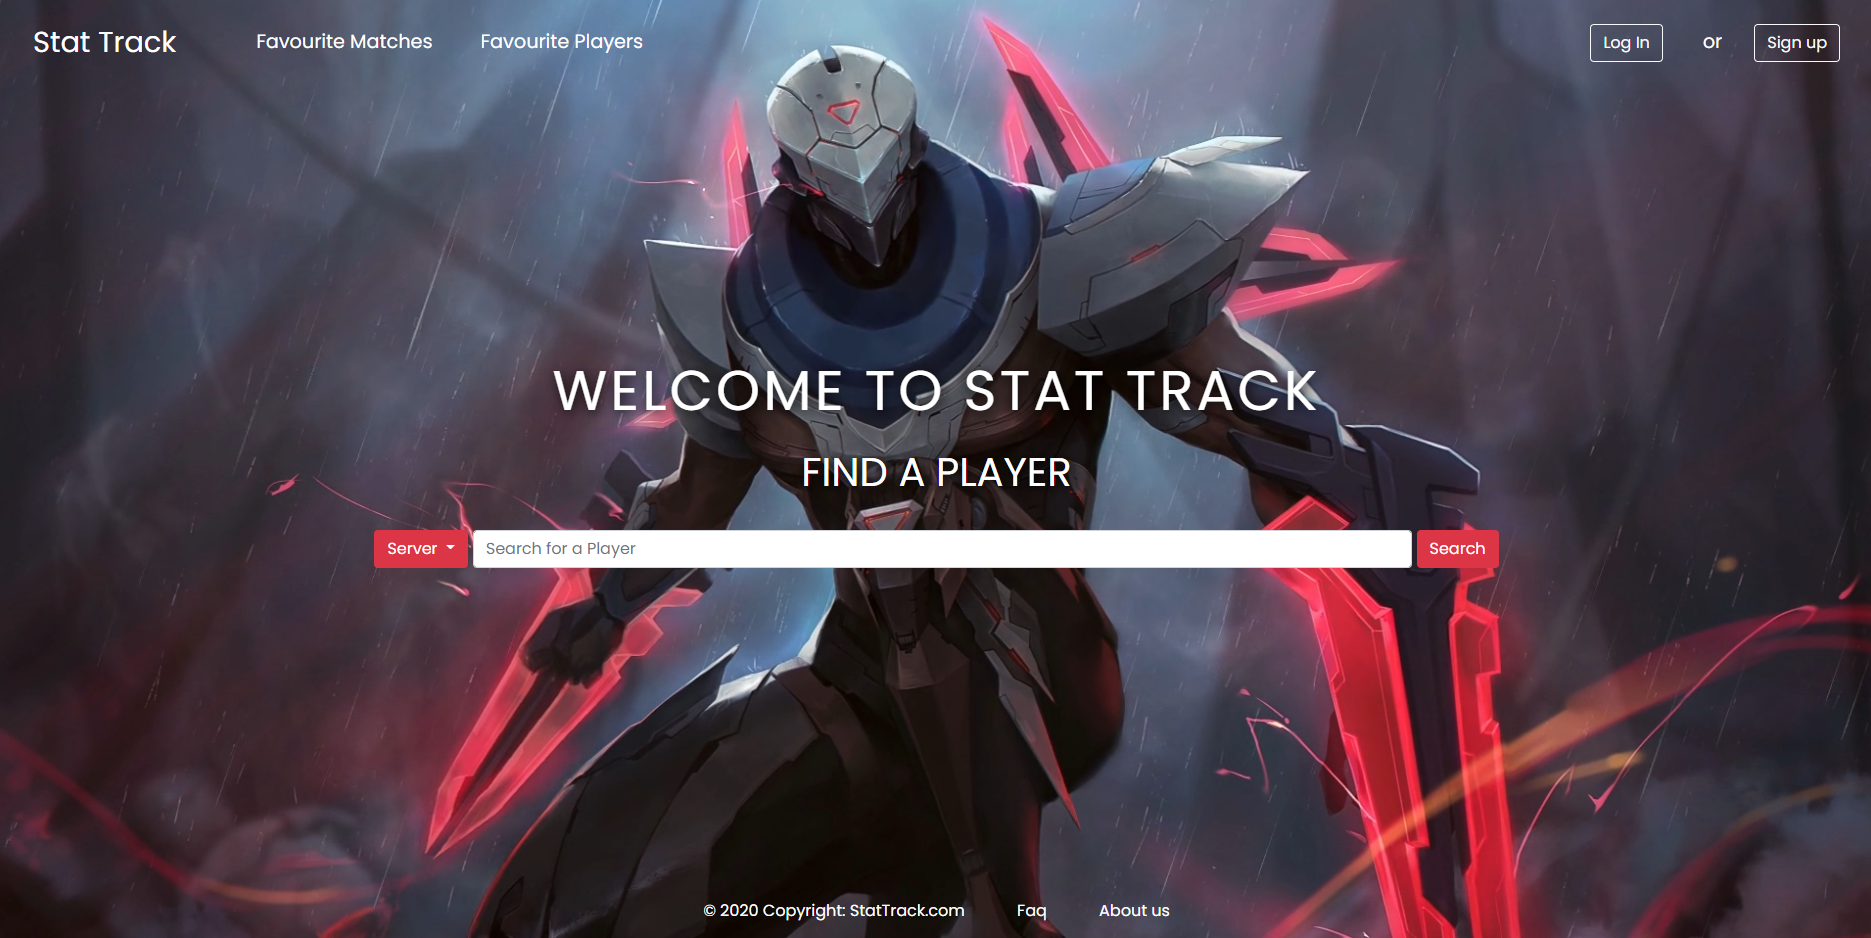 Stat Track
Favourite Matches
Favourite Players
Log In
or
Sign up
WELCOME TO STAT TRACK
FIND A PLAYER
Server
Search for a Player
Search
© 2020 Copyright: StatTrack.com
Faq
About us